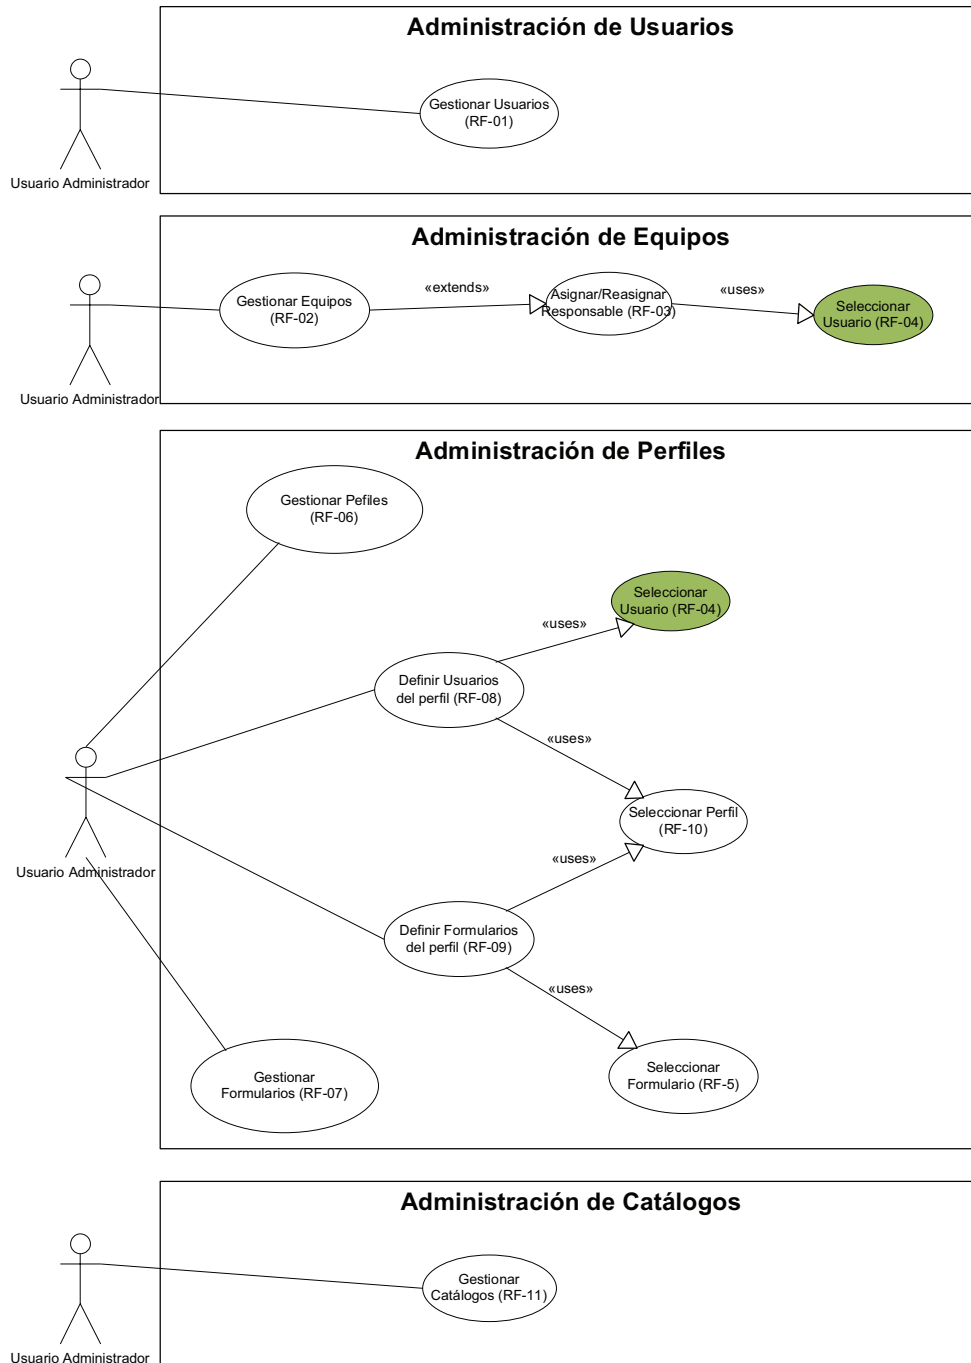 Administración de Usuarios
Gestionar Usuarios
(RF-01)
Usuario Administrador
Administración de Equipos
Gestionar Equipos
(RF-02)
«extends»
Asignar/Reasignar
Responsable (RF-03)
«uses»
Seleccionar
Usuario (RF-04)
Usuario Administrador
Administración de Perfiles
Gestionar Pefiles
(RF-06)
Seleccionar
Usuario (RF-04)
«uses»
Definir Usuarios
del perfil (RF-08)
«uses»
Seleccionar Perfil
(RF-10)
Usuario Administrador
«uses»
Definir Formularios
del perfil (RF-09)
«uses»
Gestionar
Formularios (RF-07)
Seleccionar
Formulario (RF-5)
Administración de Catálogos
Gestionar
Catálogos (RF-11)
Usuario Administrador